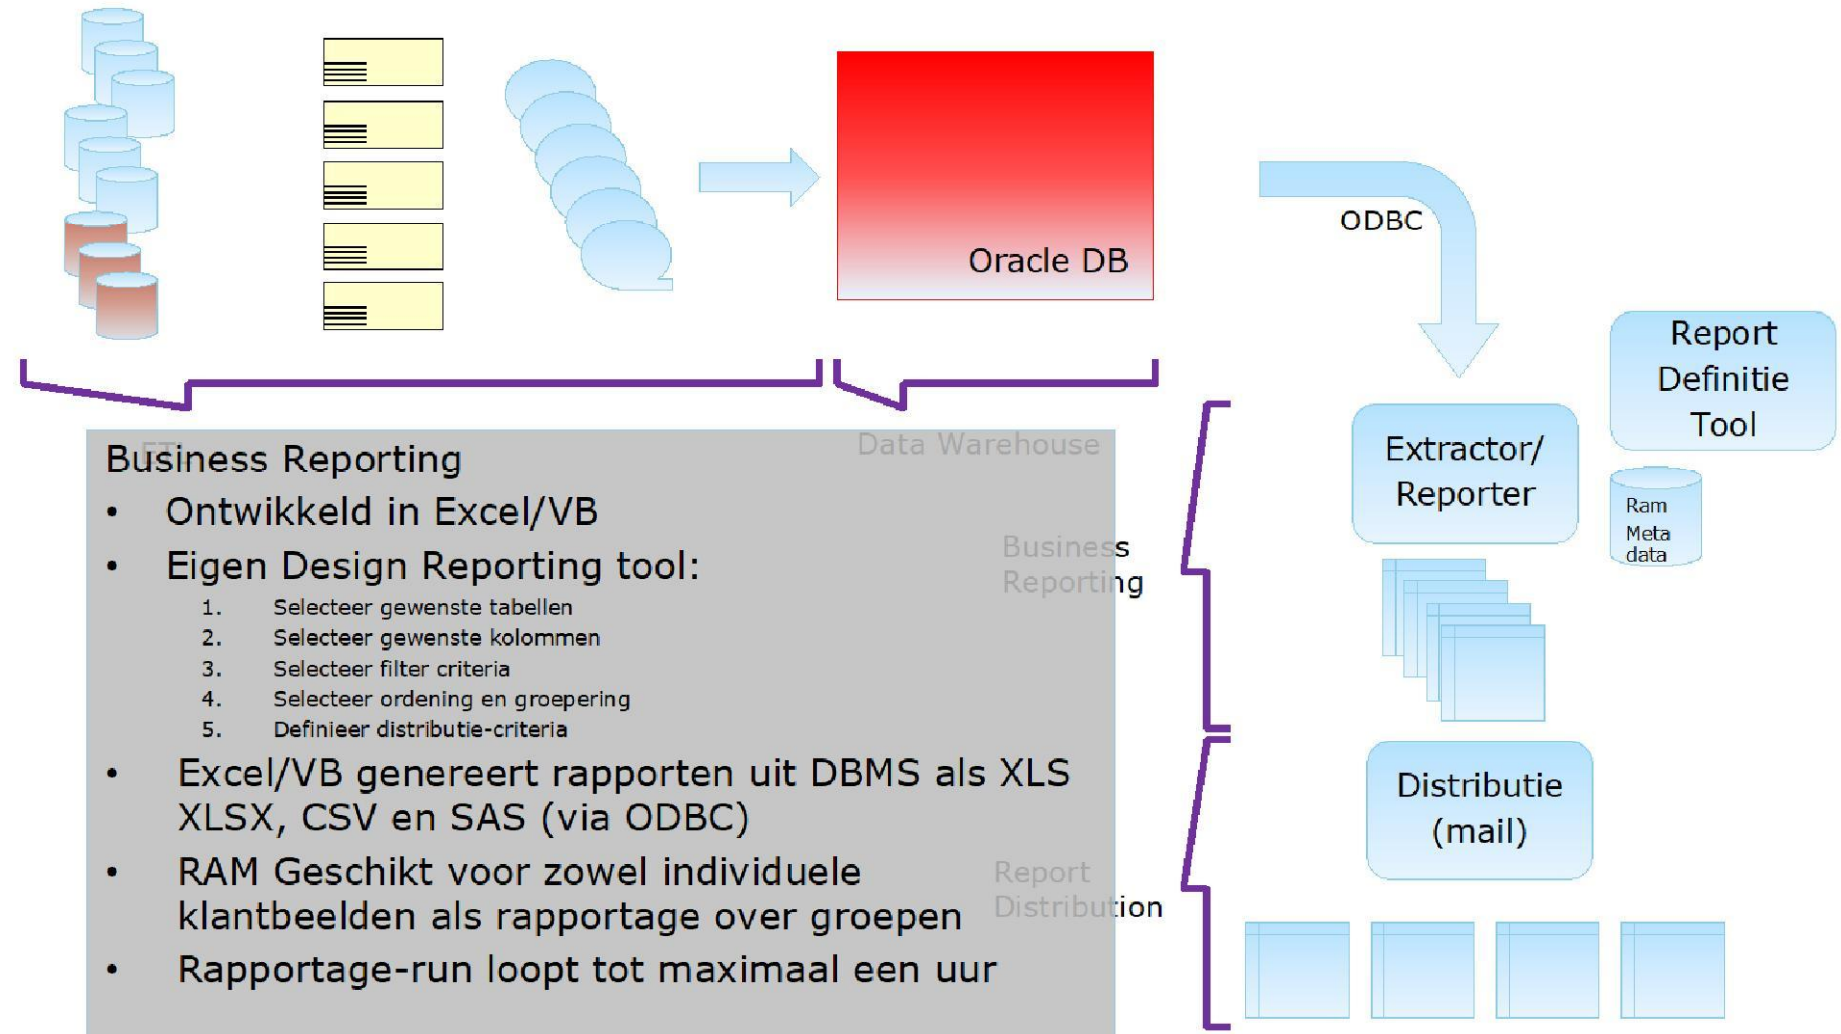 Oracle DB
ODBC
Report
Definitie
Tool
Extractor/
Reporter
Ram
Meta
data
ETL
Data Warehouse
Business
Reporting
Business Reporting
• Ontwikkeld in Excel/VB
• Eigen Design Reporting tool:
1. Selecteer gewenste tabellen
2. Selecteer gewenste kolommen
3. Selecteer filter criteria
4. Selecteer ordening en groepering
5. Definieer distributie-criteria
• Excel/VB genereert rapporten uit DBMS als XLS
XLSX, CSV en SAS (via ODBC)
• RAM Geschikt voor zowel individuele
klantbeelden als rapportage over groepen
• Rapportage-run loopt tot maximaal een uur
Distributie
(mail)
Report
Distribution